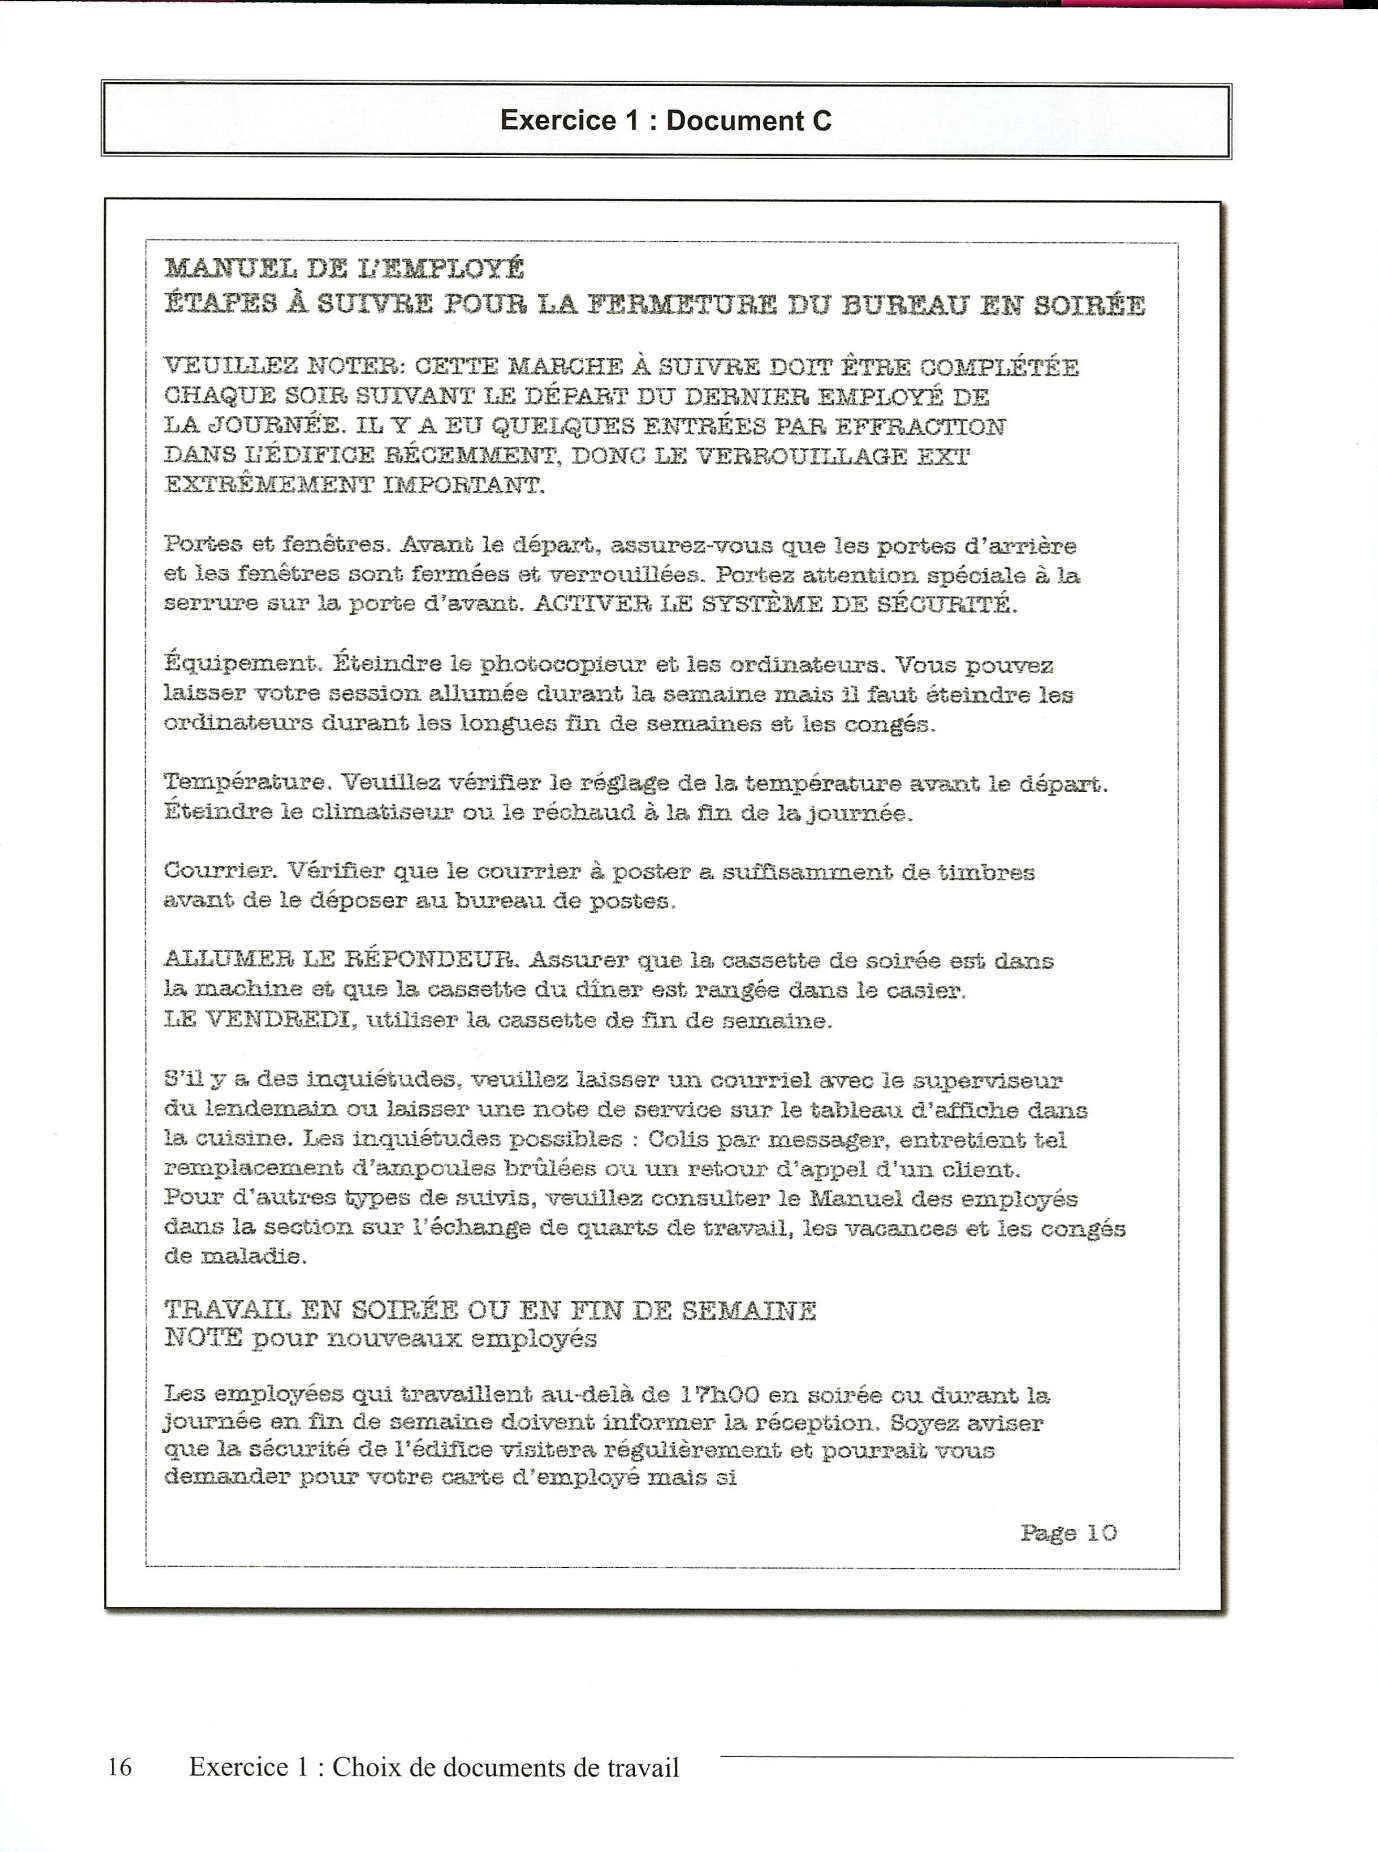 Exercice 1 : Document C
MANUEL DE L'EMPLOYÉ
ÉTAPES À SUIVRE POUR LA FERMETURE DU BUREAU EN SOIRÉE
VEUILLEZ NOTER: CETTE MARCHE À SUIVRE DOIT ÊTRE COMPLÉTÉE
CHAQUE SOIR SUIVANT LE DÉPART DU DERNIER EMPLOYÉ DE
LA JOURNÉE. IL Y A EU QUELQUES ENTRÉES PAR EFFRACTION
DANS L'ÉDIFICE RÉCEMMENT, DONC LE VERROUILLAGE EXT
EXTRÊMEMENT IMPORTANT.
Portes et fenêtres. Avant le départ, assurez-vous que les portes d'arrière
et les fenêtres sont fermées et verrouillées. Portez attention spéciale à la
serrure sur la porte d'avant. ACTIVER LE SYSTÈME DE SÉCURITÉ.
Équipement. Éteindre le photocopieur et les ordinateurs. Vous pouvez
laisser votre session allumée durant la semaine mais il faut éteindre les
ordinateurs durant les longues fin de semaines et les congés.
Température. Veuillez vérifier le réglage de la température avant le départ.
Éteindre le climatiseur ou le réchaud à la fin de la journée.
Courrier. Vérifier que le courrier à poster a suffisamment de timbres
avant de le déposer au bureau de postes.
ALLUMER LE RÉPONDEUR. Assurer que la cassette de soirée est dans
la machine et que la cassette du dîner est rangée dans le casier.
LE VENDREDI, utiliser la cassette de fin de semaine.
S'il y a des inquiétudes, veuillez laisser un courriel avec le superviseur
du lendemain ou laisser une note de service sur le tableau d'affiche dans
la cuisine. Les inquiétudes possibles : Colis par messager, entretient tel
remplacement d'ampoules brûlées ou un retour d'appel d'un client.
Pour d'autres types de suivis, veuillez consulter le Manuel des employés
dans la section sur l'échange de quarts de travail, les vacances et les congés
de maladie.
TRAVAIL EN SOIRÉE OU EN FIN DE SEMAINE
NOTE pour nouveaux employés
Les employées qui travaillent au-delà de 17h00 en soirée ou durant la
journée en fin de semaine doivent informer la réception. Soyez aviser
que la sécurité de l'édifice visitera régulièrement et pourrait vous
demander pour votre carte d'employé mais si
Page 10
16 Exercice 1 : Choix de documents de travail